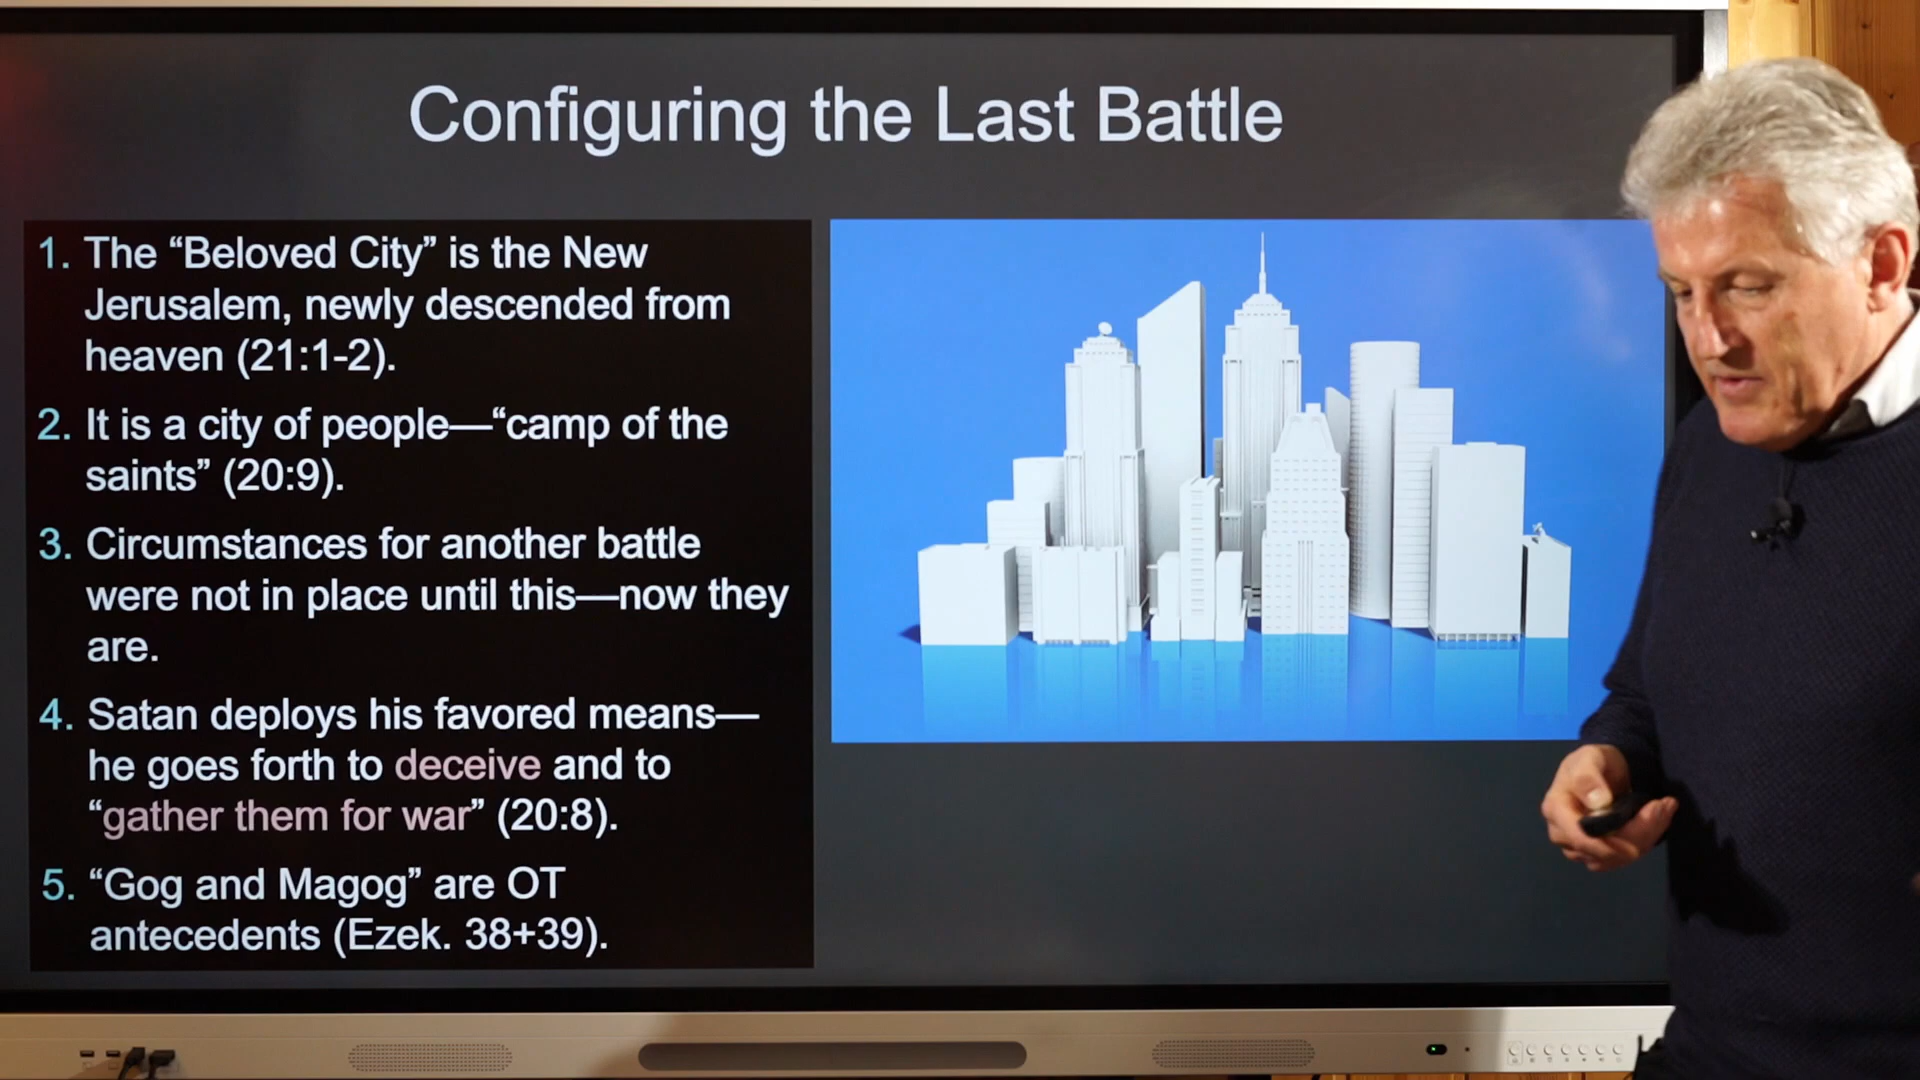 Configuring the Last Battle
1. The “Beloved City” is the New
Jerusalem, newly descended from
heaven (21:1-2).
2. It is a city of people—“camp of the
saints” (20:9).
3. Circumstances for another battle
were not in place until this—now they
are.
4. Satan deploys his favored means—
he goes forth to deceive and to
“gather them for war” (20:8).
5. “Gog and Magog” are OT
antecedents (Ezek. 38+39).